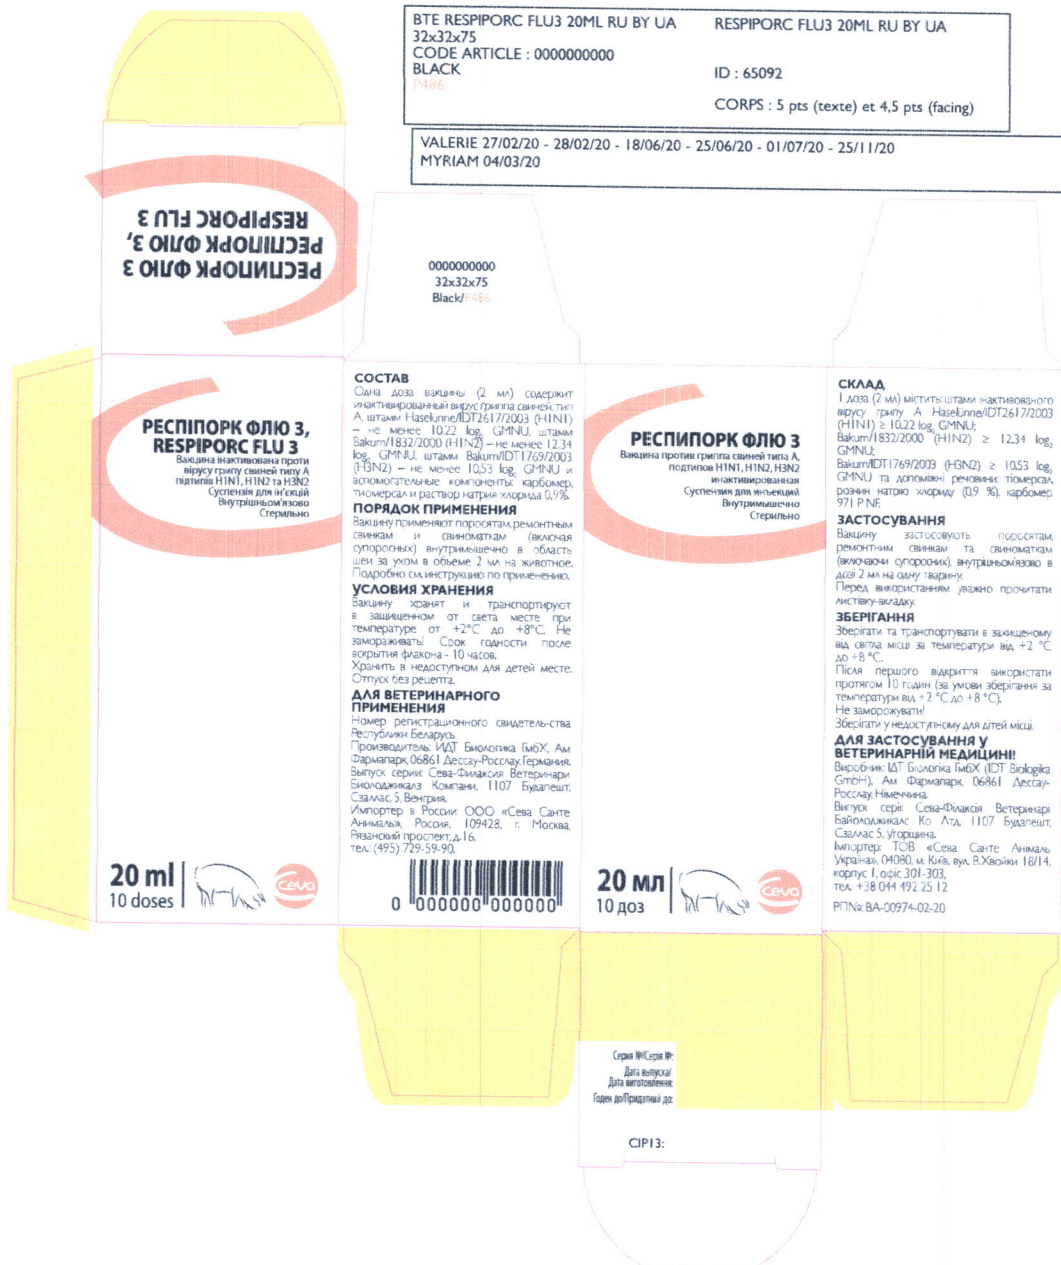 BTE RESPIPORC FLU3 20ML RU BY UA
32x32x75
CODE ARTICLE : 0000000000
BLACK
P486
RESPIPORC FLU3 20ML RU BY UA
ID : 65092
CORPS : 5 pts (texte) et 4,5 pts (facing)
VALERIE 27/02/20 - 28/02/20 - 18/06/20 - 25/06/20 - 01/07/20 - 25/11/20
MYRIAM 04/03/20
РЕСПИПОРК ФЛЮ 3
РЕСПІПОРК ФЛЮ 3,
RESPIPORC FLU 3
0000000000
32x32x75
Black/P486
РЕСПІПОРК ФЛЮ 3,
RESPIPORC FLU 3
Вакцина інактивована проти
вірусу грипу свиней типу А
підтипів H1N1, H1N2 та H3N2
Суспензія для ін'єкцій
Внутрішньом'язово
Стерильно
20 ml
10 doses
ceva
СОСТАВ
Одна доза вакцины (2 мл) содержит
инактивированный вирус гриппа свиней, тип
А, штамм Haselünne/IDT2617/2003 (H1N1)
– не менее 10.22 log₂ GMNU, штамм
Bakum/1832/2000 (H1N2) – не менее 12.34
log₂ GMNU, штамм Bakum/IDT1769/2003
(H3N2) – не менее 10,53 log₂ GMNU и
вспомогательные компоненты: карбомер,
тиомерсал и раствор натрия хлорида 0,9%.
ПОРЯДОК ПРИМЕНЕНИЯ
Вакцину применяют поросятам, ремонтным
свинкам и свиноматкам (включая
супоросных) внутримышечно в область
шеи за ухом в объеме 2 мл на животное.
Подробно см. инструкцию по применению.
УСЛОВИЯ ХРАНЕНИЯ
Вакцину хранят и транспортируют
в защищенном от света месте при
температуре от +2°С до +8°С. Не
замораживать! Срок годности после
вскрытия флакона - 10 часов.
Хранить в недоступном для детей месте.
Отпуск без рецепта.
ДЛЯ ВЕТЕРИНАРНОГО
ПРИМЕНЕНИЯ
Номер регистрационного свидетель-ства
Республики Беларусь:
Производитель: ИДТ Биологика ГмбХ, Ам
Фармапарк, 06861 Дессау-Росслау, Германия.
Выпуск серии: Сева-Филаксия Ветеринари
Биолоджикалз Компани, 1107 Будапешт,
Сзаллас, 5, Венгрия.
Импортер в России: ООО «Сева Санте
Анималь», Россия, 109428, г. Москва,
Рязанский проспект, д.16,
тел.: (495) 729-59-90.
0 000000 000000
РЕСПИПОРК ФЛЮ 3
Вакцина против гриппа свиней типа А,
подтипов H1N1, H1N2, H3N2
инактивированная
Суспензия для инъекций
Внутримышечно
Стерильно
20 мл
10 доз
ceva
СКЛАД
1 доза (2 мл) містить: штами інактивованого
вірусу грипу А Haselünne/IDT2617/2003
(H1N1) ≥ 10.22 log₂ GMNU;
Bakum/1832/2000 (H1N2) ≥ 12.34 log₂
GMNU;
Bakum/IDT1769/2003 (H3N2) ≥ 10.53 log₂
GMNU та допоміжні речовини: тіомерсал,
розчин натрію хлориду (0,9 %), карбомер
971 P NF.
ЗАСТОСУВАННЯ
Вакцину застосовують поросятам,
ремонтним свинкам та свиноматкам
(включаючи супоросних), внутрішньом'язово в
дозі 2 мл на одну тварину.
Перед використанням уважно прочитати
листівку-вкладку.
ЗБЕРІГАННЯ
Зберігати та транспортувати в захищеному
від світла місці за температури від +2 °С
до +8 °С.
Після першого відкриття використати
протягом 10 годин (за умови зберігання за
температури від +2 °С до +8 °С).
Не заморожувати!
Зберігати у недоступному для дітей місці.
ДЛЯ ЗАСТОСУВАННЯ У
ВЕТЕРИНАРНІЙ МЕДИЦИНІ!
Виробник: ІДТ Біологіка ГмбХ (IDT Biologika
GmbH), Ам Фармапарк, 06861 Дессау-
Росслау, Німеччина.
Випуск серії: Сева-Філаксія Ветеринарі
Байолоджикалс Ко Лтд, 1107 Будапешт,
Сзаллас 5, Угорщина.
Імпортер: ТОВ «Сева Санте Анімаль
Україна», 04080, м. Київ, вул. В.Хвойки 18/14,
корпус 1, офіс 301-303,
тел. +38 044 492 25 12
РП№: ВА-00974-02-20
Серия №/Серія №:
Дата выпуска/
Дата виготовлення:
Годен до/Придатний до:
CIP13: